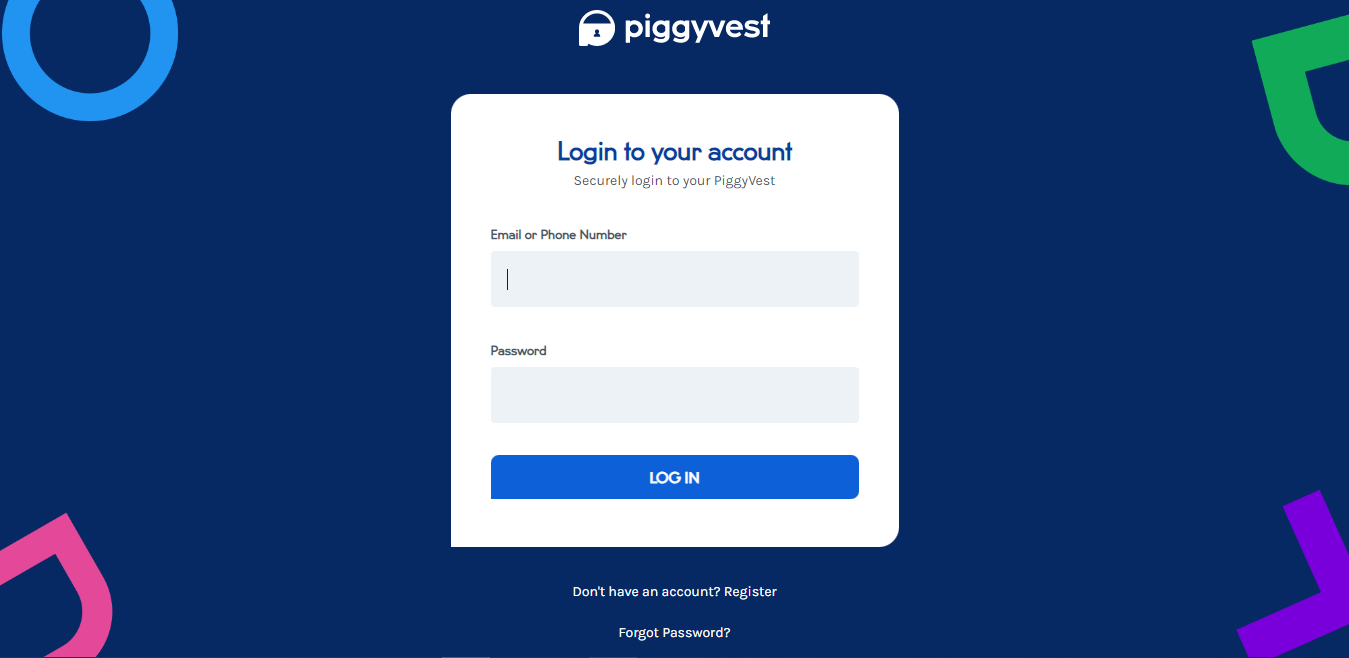 piggyvest
Login to your account
Securely login to your PiggyVest
Email or Phone Number
Password
LOG IN
Don't have an account? Register
Forgot Password?